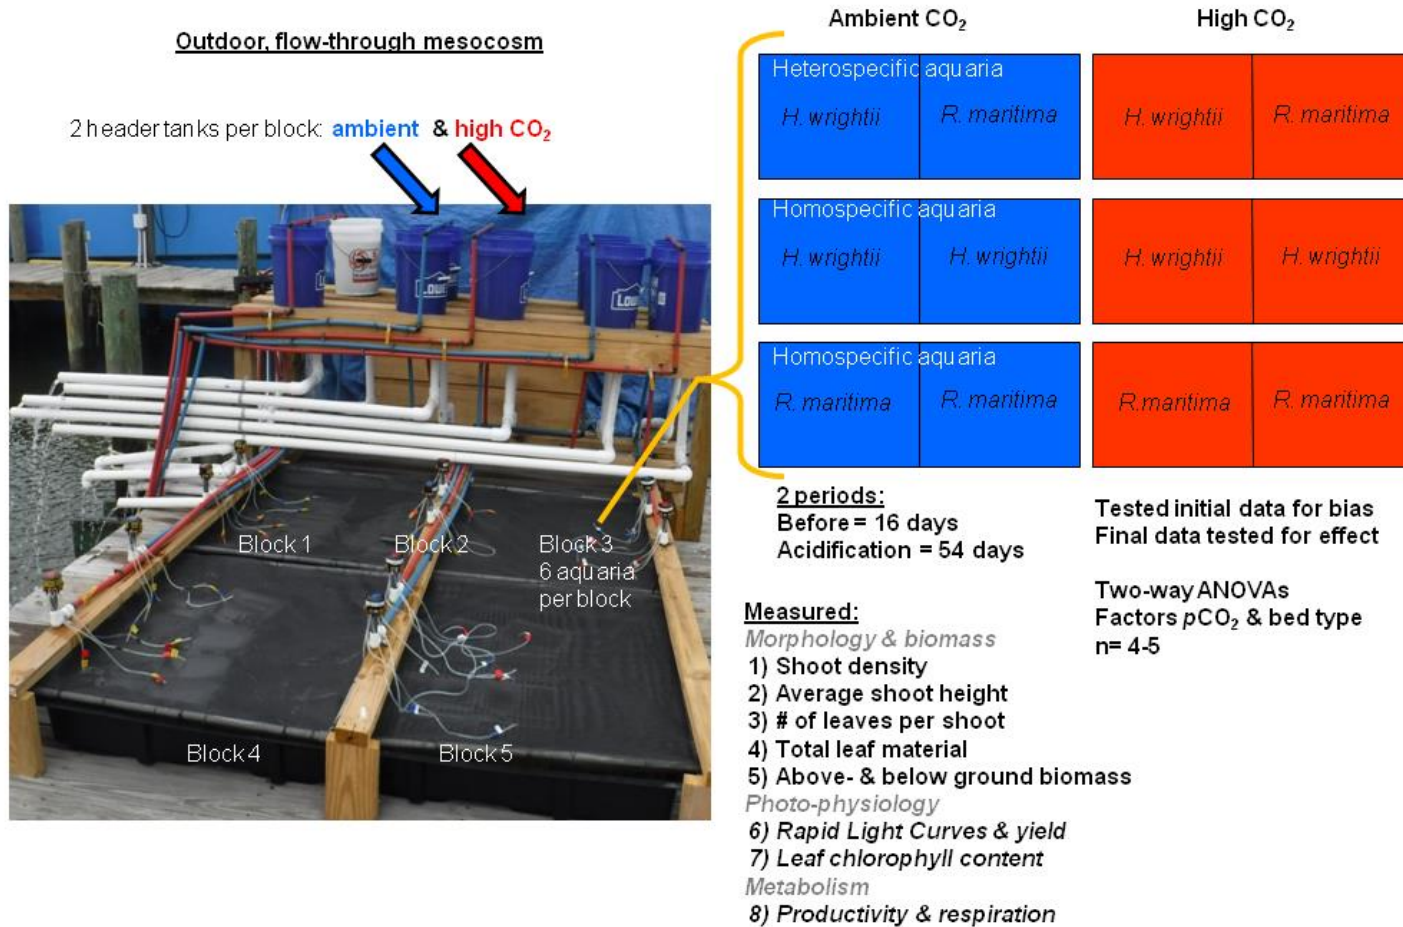 Outdoor, flow-through mesocosm
2 header tanks per block: ambient & high CO₂
LOWE
LOWE
LOWE
Block 1
Block 2
Block 3
6 aquaria
per block
Block 4
Block 5
Ambient CO₂
High CO₂
Heterospecific aquaria
H. wrightii
R. maritima
H. wrightii
R. maritima
Homospecific aquaria
H. wrightii
H. wrightii
H. wrightii
H. wrightii
Homospecific aquaria
R. maritima
R. maritima
R.maritima
R. maritima
2 periods:
Before = 16 days
Acidification = 54 days
Tested initial data for bias
Final data tested for effect
Two-way ANOVAs
Factors pCO₂ & bed type
n= 4-5
Measured:
Morphology & biomass
1) Shoot density
2) Average shoot height
3) # of leaves per shoot
4) Total leaf material
5) Above- & below ground biomass
Photo-physiology
6) Rapid Light Curves & yield
7) Leaf chlorophyll content
Metabolism
8) Productivity & respiration